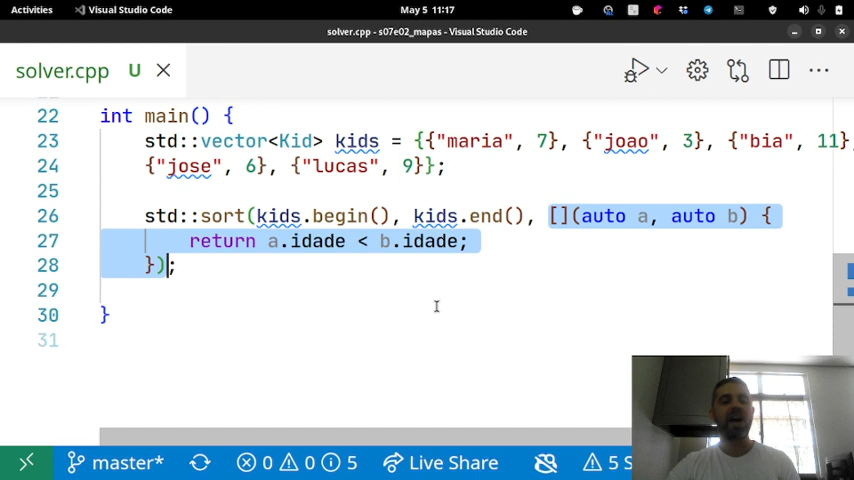 Activities Visual Studio Code May 5 11:17
solver.cpp - s07e02_mapas - Visual Studio Code
solver.cpp U
22 int main() {
23 std::vector<Kid> kids = {{"maria", 7}, {"joao", 3}, {"bia", 11}
24 {"jose", 6}, {"lucas", 9}};
25
26 std::sort(kids.begin(), kids.end(), [](auto a, auto b) {
27 return a.idade < b.idade;
28 });
29
30 }
31
master* 0 0 5 Live Share 5 S